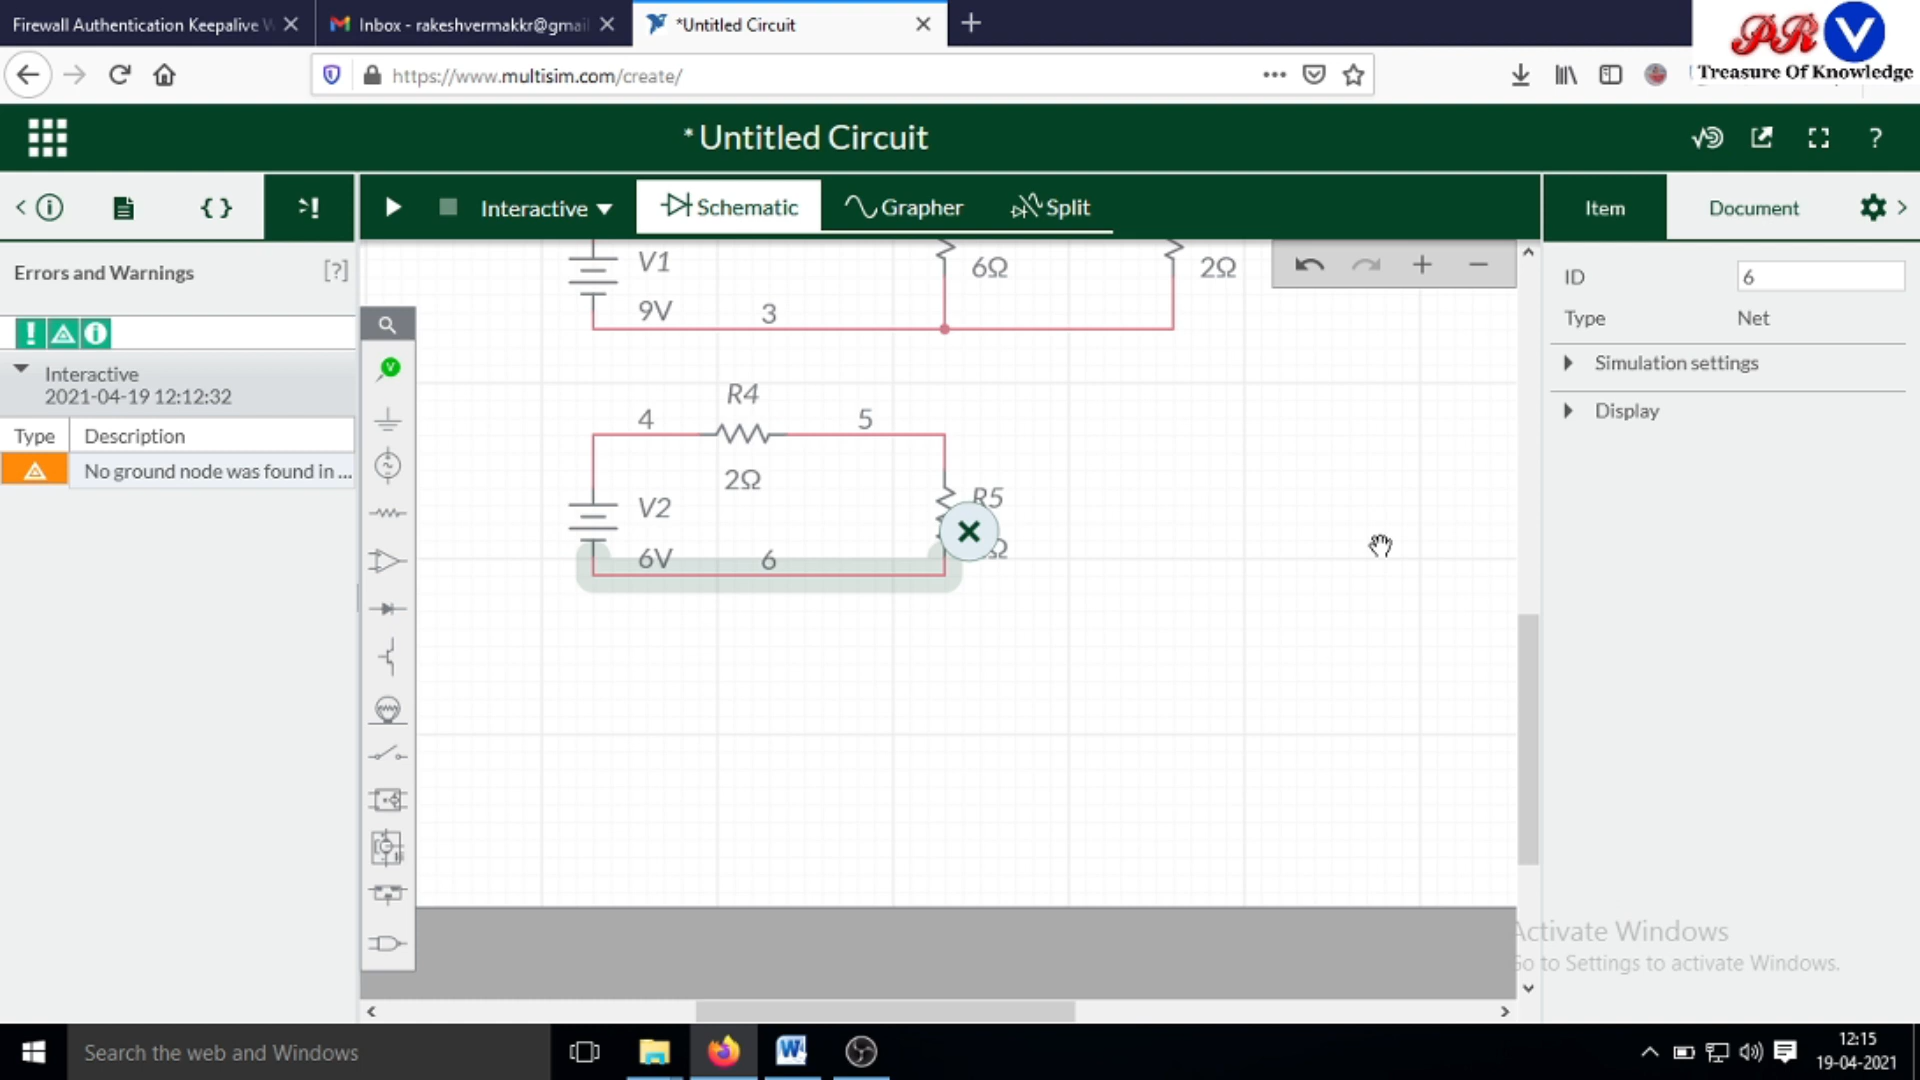 Firewall Authentication Keepalive W
Inbox - rakeshvermakkr@gmai
*Untitled Circuit
PR V
Treasure Of Knowledge
https://www.multisim.com/create/
* Untitled Circuit
Interactive
Schematic
Grapher
Split
Item
Document
Errors and Warnings
[?]
Interactive
2021-04-19 12:12:32
Type
Description
No ground node was found in ...
V1
9V
3
6Ω
2Ω
R4
4
5
2Ω
V2
6V
6
R5
Ω
ID
6
Type
Net
Simulation settings
Display
Activate Windows
Go to Settings to activate Windows.
Search the web and Windows
12:15
19-04-2021